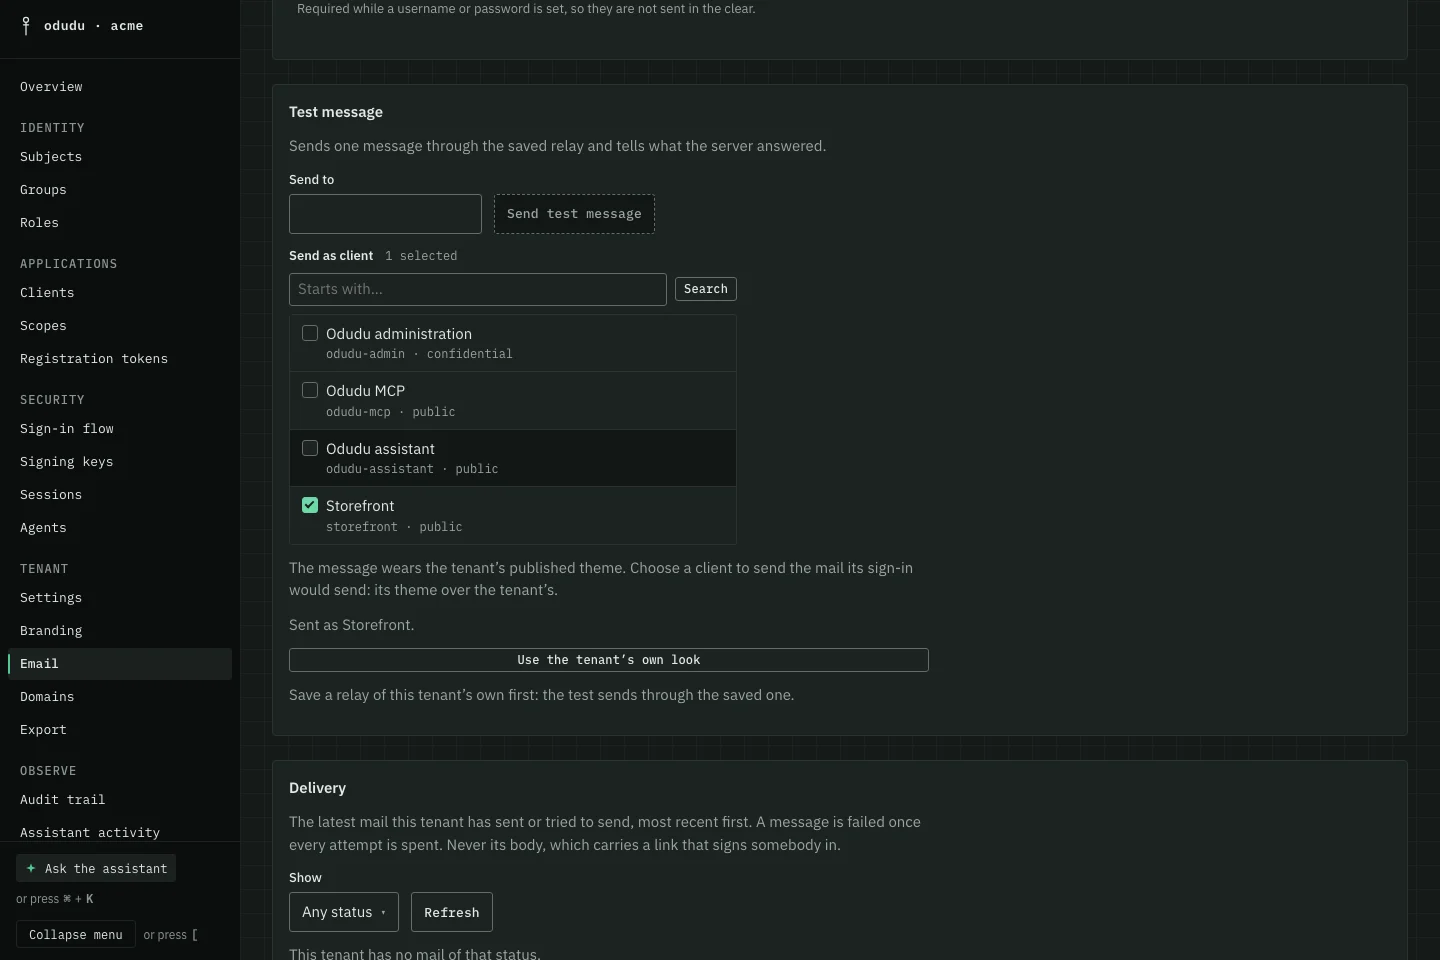 odudu · acme
Overview
IDENTITY
Subjects
Groups
Roles
APPLICATIONS
Clients
Scopes
Registration tokens
SECURITY
Sign-in flow
Signing keys
Sessions
Agents
TENANT
Settings
Branding
Email
Domains
Export
OBSERVE
Audit trail
Assistant activity
Ask the assistant
or press ⌘ + K
Collapse menu or press [
Required while a username or password is set, so they are not sent in the clear.
Test message
Sends one message through the saved relay and tells what the server answered.
Send to
Send test message
Send as client 1 selected
Starts with...
Search
Odudu administration
odudu-admin · confidential
Odudu MCP
odudu-mcp · public
Odudu assistant
odudu-assistant · public
Storefront
storefront · public
The message wears the tenant’s published theme. Choose a client to send the mail its sign-in
would send: its theme over the tenant’s.
Sent as Storefront.
Use the tenant’s own look
Save a relay of this tenant’s own first: the test sends through the saved one.
Delivery
The latest mail this tenant has sent or tried to send, most recent first. A message is failed once
every attempt is spent. Never its body, which carries a link that signs somebody in.
Show
Any status
Refresh
This tenant has no mail of that status.